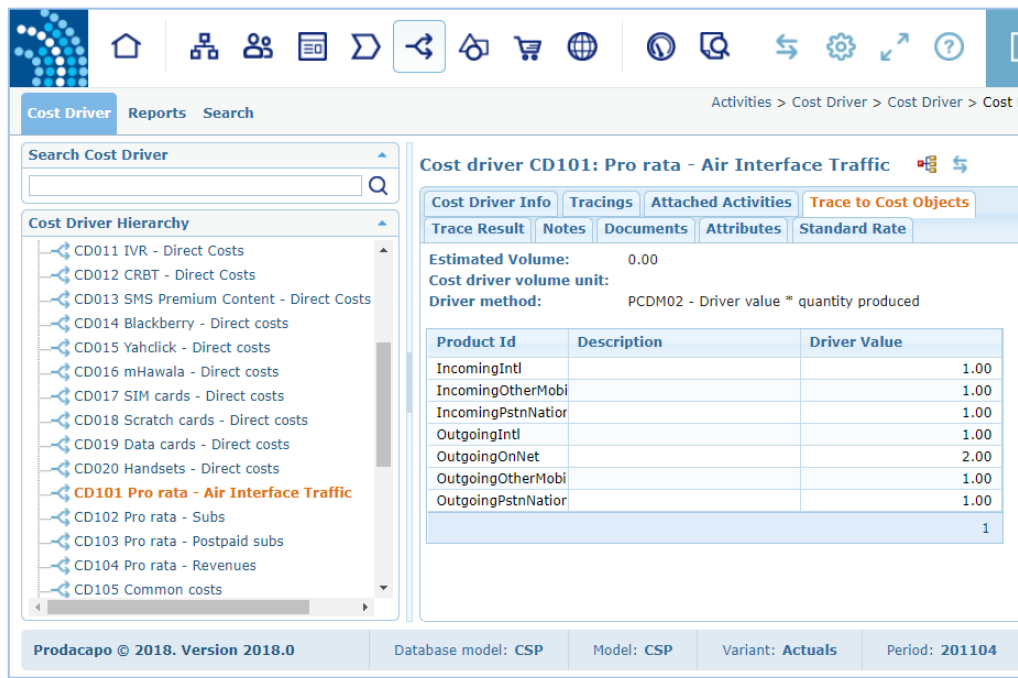 Cost Driver Reports Search
Activities > Cost Driver > Cost Driver > Cost
Search Cost Driver
Cost Driver Hierarchy
CD011 IVR - Direct Costs
CD012 CRBT - Direct Costs
CD013 SMS Premium Content - Direct Costs
CD014 Blackberry - Direct costs
CD015 Yahclick - Direct costs
CD016 mHawala - Direct costs
CD017 SIM cards - Direct costs
CD018 Scratch cards - Direct costs
CD019 Data cards - Direct costs
CD020 Handsets - Direct costs
CD101 Pro rata - Air Interface Traffic
CD102 Pro rata - Subs
CD103 Pro rata - Postpaid subs
CD104 Pro rata - Revenues
CD105 Common costs
Cost driver CD101: Pro rata - Air Interface Traffic
Cost Driver Info Tracings Attached Activities Trace to Cost Objects
Trace Result Notes Documents Attributes Standard Rate
Estimated Volume: 0.00
Cost driver volume unit:
Driver method: PCDM02 - Driver value * quantity produced
Product Id Description Driver Value
IncomingIntl 1.00
IncomingOtherMobi 1.00
IncomingPstnNation 1.00
OutgoingIntl 1.00
OutgoingOnNet 2.00
OutgoingOtherMobi 1.00
OutgoingPstnNation 1.00
1
Prodacapo © 2018. Version 2018.0 Database model: CSP Model: CSP Variant: Actuals Period: 201104